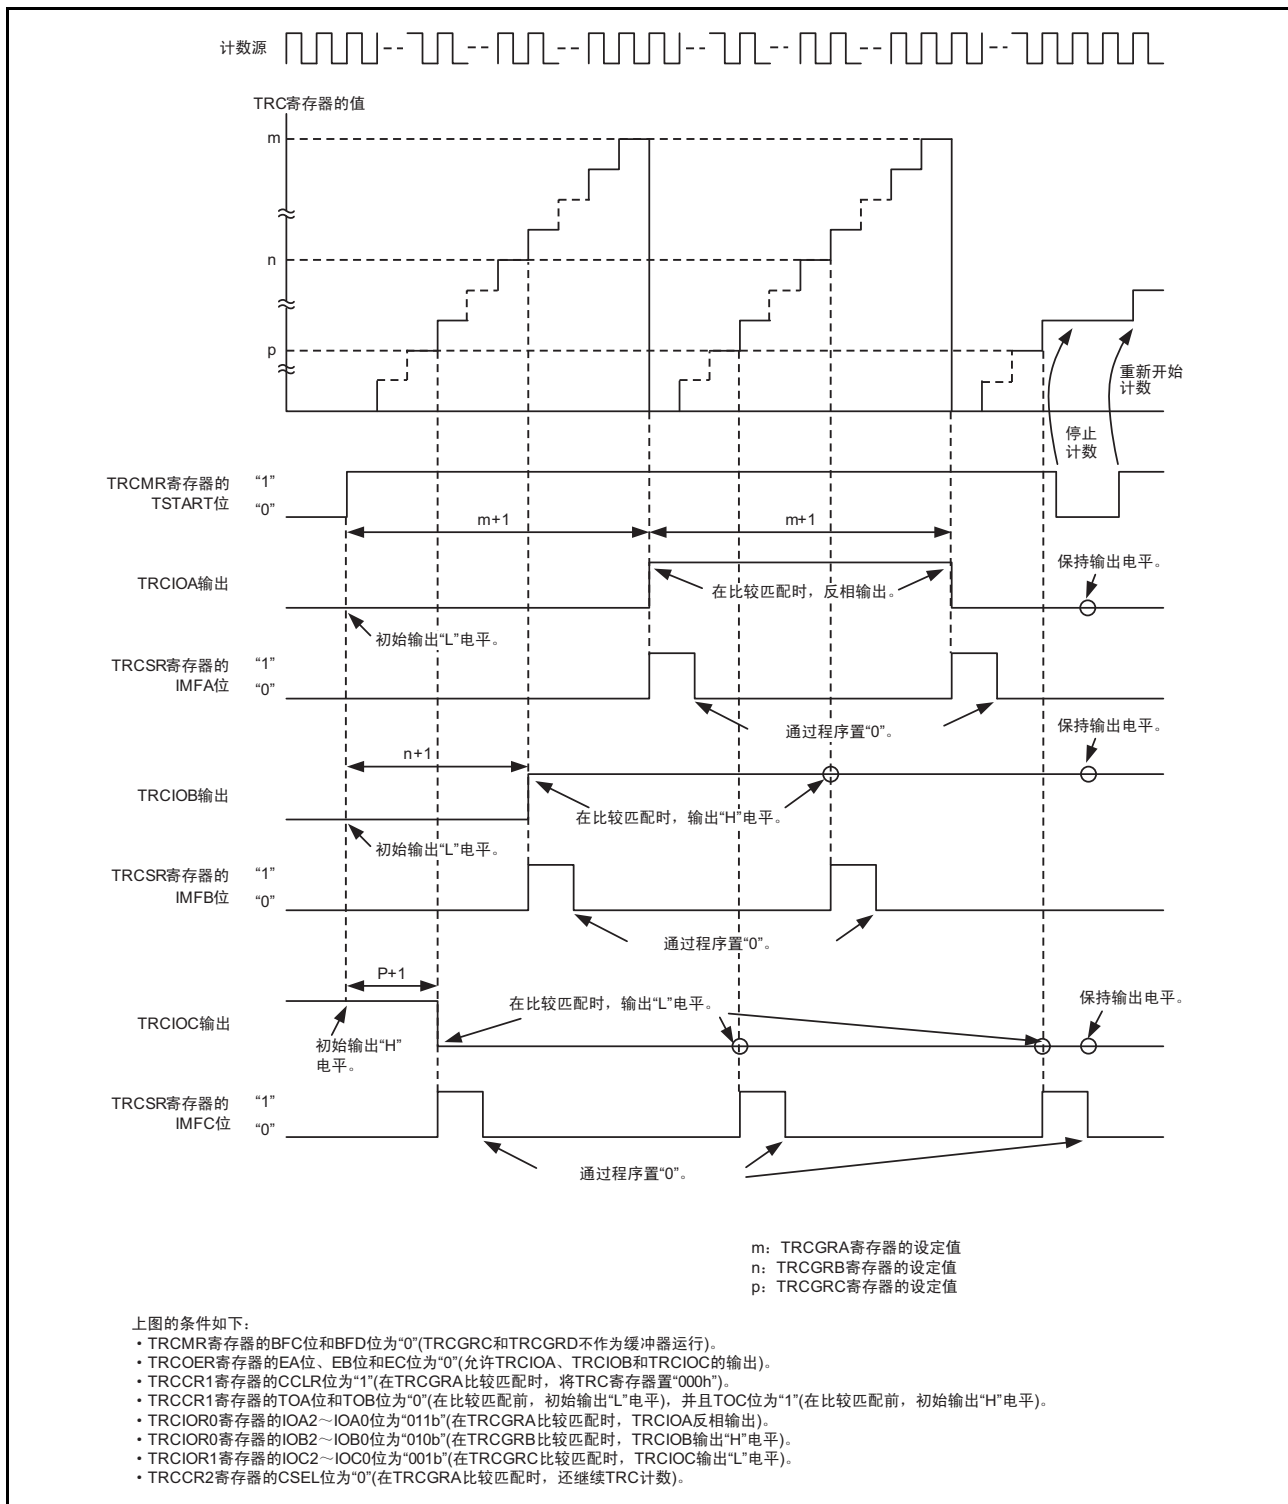 计数源
TRC寄存器的值
m
n
p
重新开始
计数
停止
计数
TRCMR寄存器的
TSTART位
“1”
“0”
m+1
m+1
TRCIOA输出
保持输出电平。
在比较匹配时，反相输出。
初始输出“L”电平。
TRCSR寄存器的
IMFA位
“1”
“0”
通过程序置“0”。
保持输出电平。
n+1
TRCIOB输出
在比较匹配时，输出“H”电平。
初始输出“L”电平。
TRCSR寄存器的
IMFB位
“1”
“0”
通过程序置“0”。
P+1
在比较匹配时，输出“L”电平。
保持输出电平。
TRCIOC输出
初始输出“H”
电平。
TRCSR寄存器的
IMFC位
“1”
“0”
通过程序置“0”。
m：TRCGRA寄存器的设定值
n：TRCGRB寄存器的设定值
p：TRCGRC寄存器的设定值
上图的条件如下：
・TRCMR寄存器的BFC位和BFD位为“0”(TRCGRC和TRCGRD不作为缓冲器运行)。
・TRCOER寄存器的EA位、EB位和EC位为“0”(允许TRCIOA、TRCIOB和TRCIOC的输出)。
・TRCCR1寄存器的CCLR位为“1”(在TRCGRA比较匹配时，将TRC寄存器置“000h”)。
・TRCCR1寄存器的TOA位和TOB位为“0”(在比较匹配前，初始输出“L”电平)，并且TOC位为“1”(在比较匹配前，初始输出“H”电平)。
・TRCIOR0寄存器的IOA2～IOA0位为“011b”(在TRCGRA比较匹配时，TRCIOA反相输出)。
・TRCIOR0寄存器的IOB2～IOB0位为“010b”(在TRCGRB比较匹配时，TRCIOB输出“H”电平)。
・TRCIOR1寄存器的IOC2～IOC0位为“001b”(在TRCGRC比较匹配时，TRCIOC输出“L”电平)。
・TRCCR2寄存器的CSEL位为“0”(在TRCGRA比较匹配时，还继续TRC计数)。